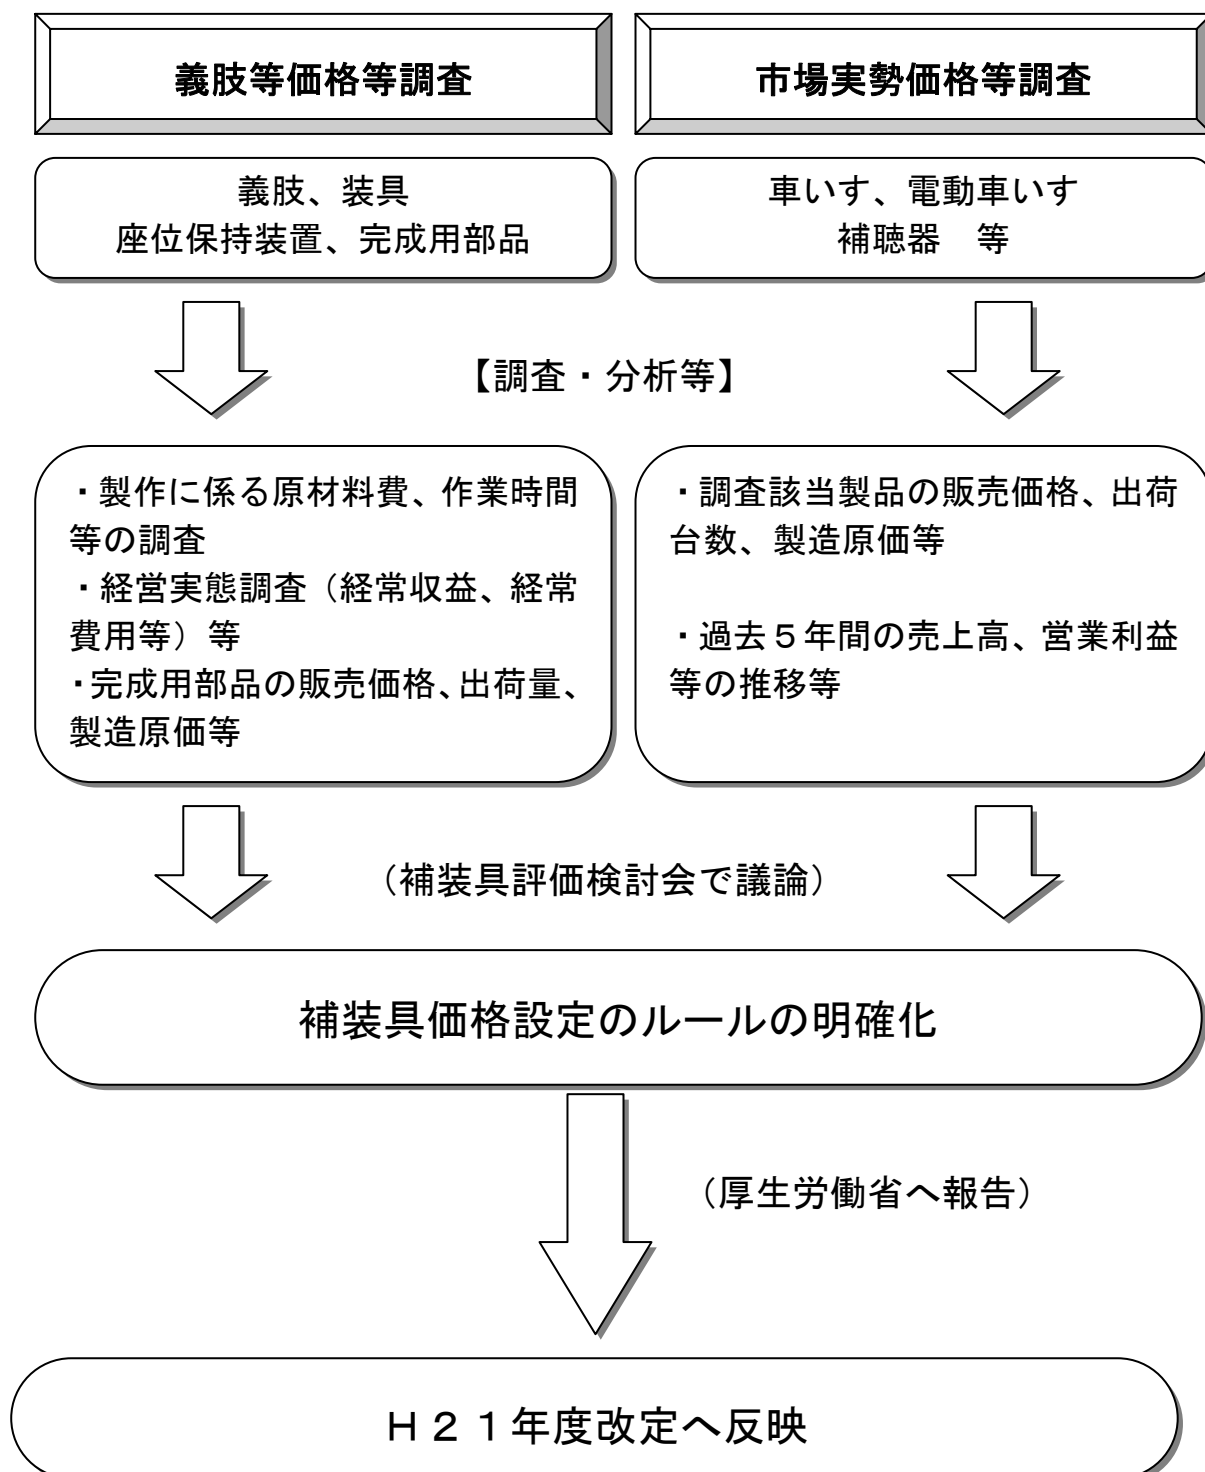 義肢等価格等調査
市場実勢価格等調査
義肢、装具
座位保持装置、完成用部品
車いす、電動車いす
補聴器　等
【調査・分析等】
・製作に係る原材料費、作業時間
等の調査
・経営実態調査（経常収益、経常
費用等）等
・完成用部品の販売価格、出荷量、
製造原価等
・調査該当製品の販売価格、出荷
台数、製造原価等
・過去５年間の売上高、営業利益
等の推移等
（補装具評価検討会で議論）
補装具価格設定のルールの明確化
（厚生労働省へ報告）
Ｈ２１年度改定へ反映